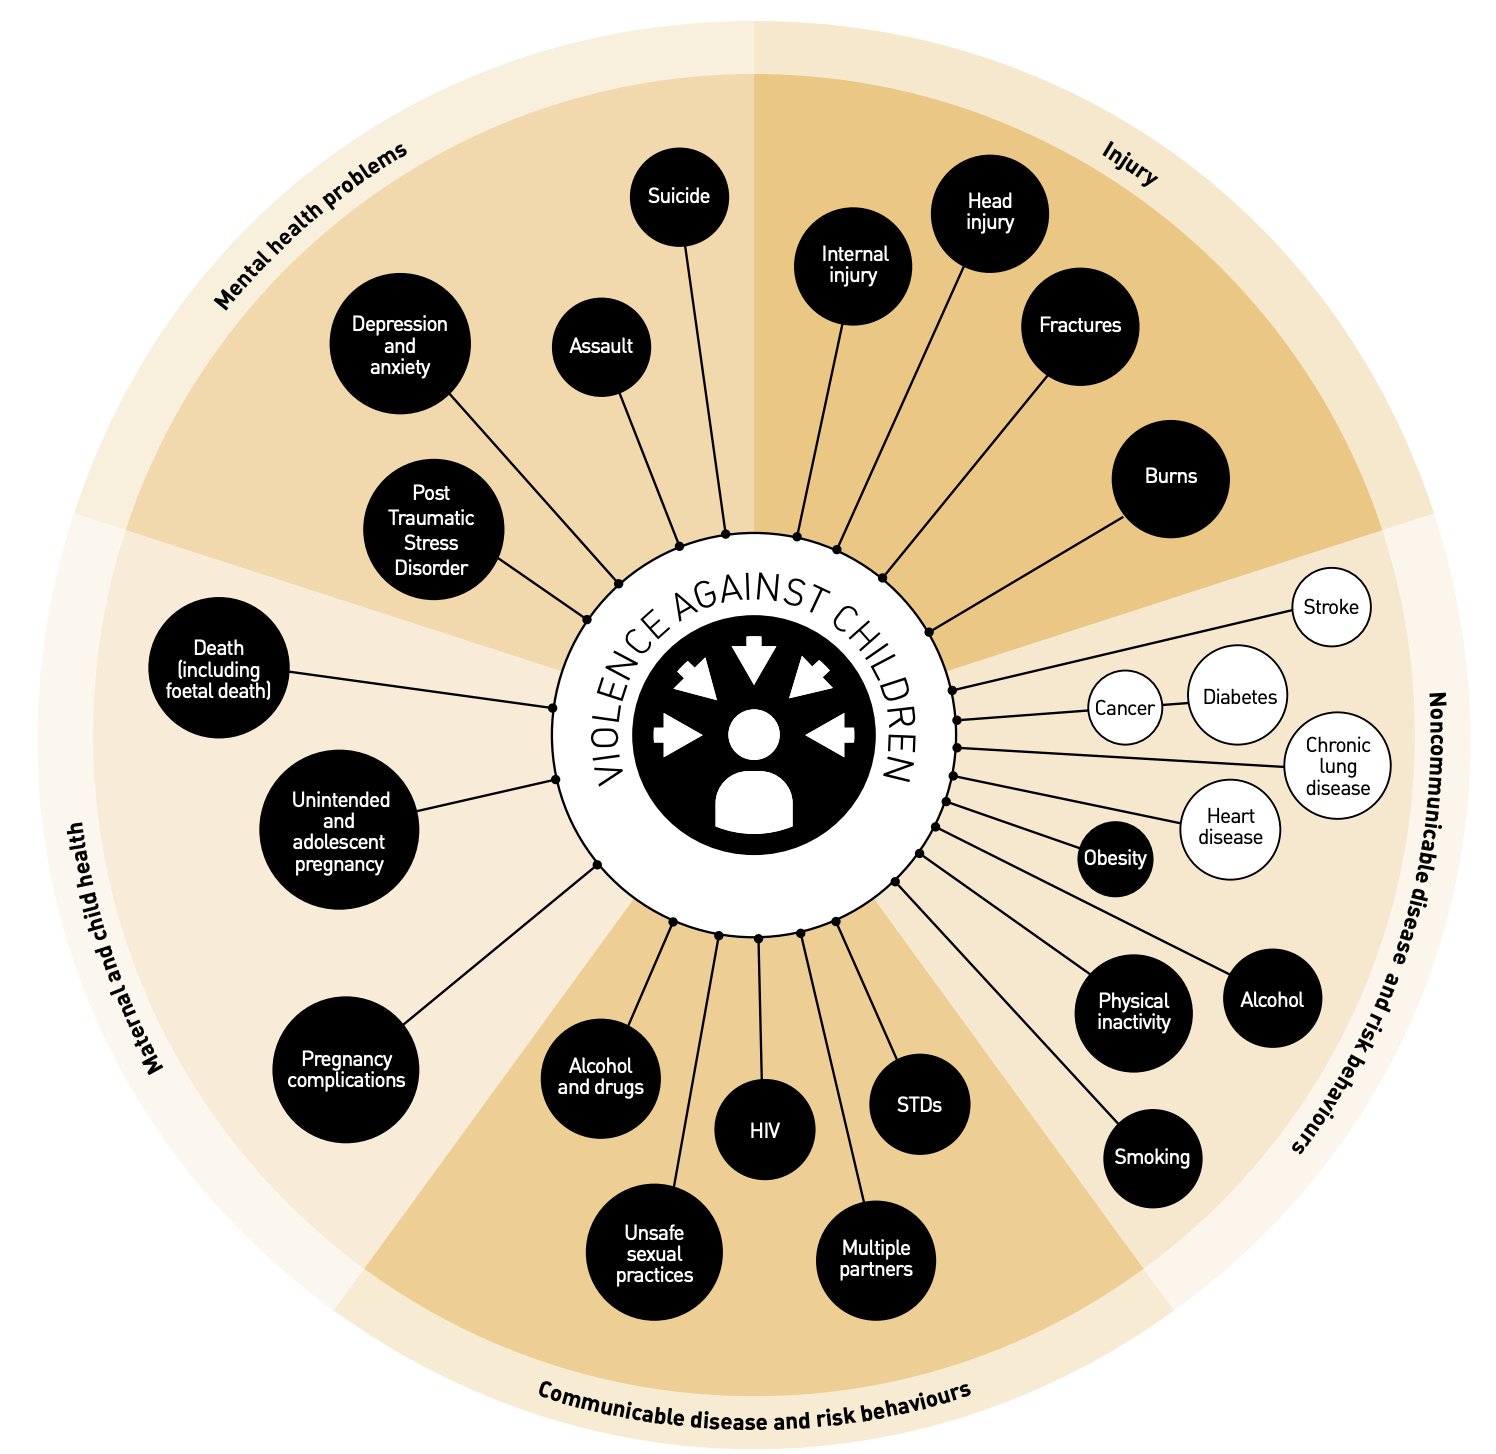 Mental health problems
Suicide
Assault
Depression
and
anxiety
Post
Traumatic
Stress
Disorder
Injury
Internal
injury
Head
injury
Fractures
Burns
Noncommunicable disease and risk behaviours
Stroke
Cancer
Diabetes
Chronic
lung
disease
Heart
disease
Obesity
Alcohol
Physical
inactivity
Smoking
Communicable disease and risk behaviours
STDs
Multiple
partners
HIV
Unsafe
sexual
practices
Alcohol
and drugs
Maternal and child health
Pregnancy
complications
Unintended
and
adolescent
pregnancy
Death
(including
foetal death)
VIOLENCE AGAINST CHILDREN